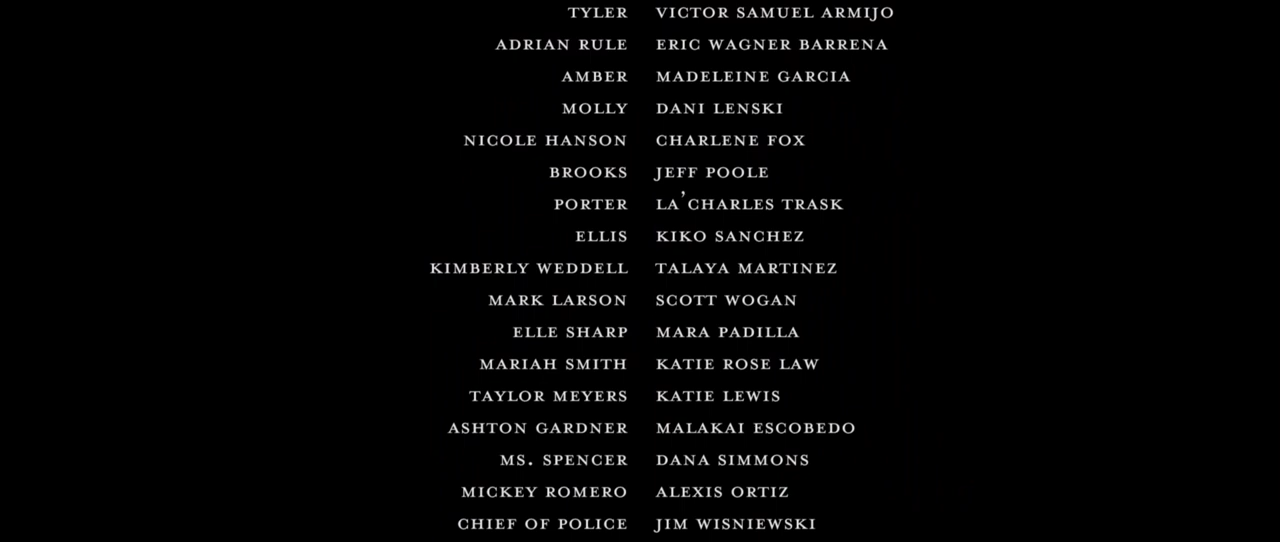 TYLER VICTOR SAMUEL ARMIJO
ADRIAN RULE ERIC WAGNER BARRENA
AMBER MADELEINE GARCIA
MOLLY DANI LENSKI
NICOLE HANSON CHARLENE FOX
BROOKS JEFF POOLE
PORTER LA'CHARLES TRASK
ELLIS KIKO SANCHEZ
KIMBERLY WEDDELL TALAYA MARTINEZ
MARK LARSON SCOTT WOGAN
ELLE SHARP MARA PADILLA
MARIAH SMITH KATIE ROSE LAW
TAYLOR MEYERS KATIE LEWIS
ASHTON GARDNER MALAKAI ESCOBEDO
MS. SPENCER DANA SIMMONS
MICKEY ROMERO ALEXIS ORTIZ
CHIEF OF POLICE JIM WISNIEWSKI